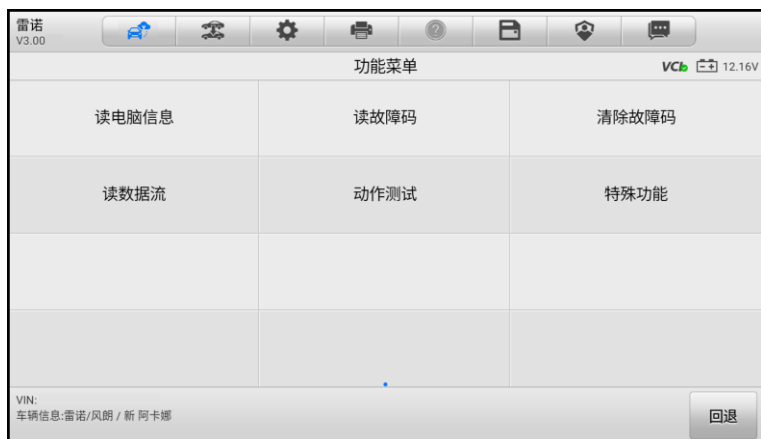 雷诺
V3.00
功能菜单
VCI 12.16V
读电脑信息
读故障码
清除故障码
读数据流
动作测试
特殊功能
VIN:
车辆信息:雷诺/风朗 / 新 阿卡娜
回退